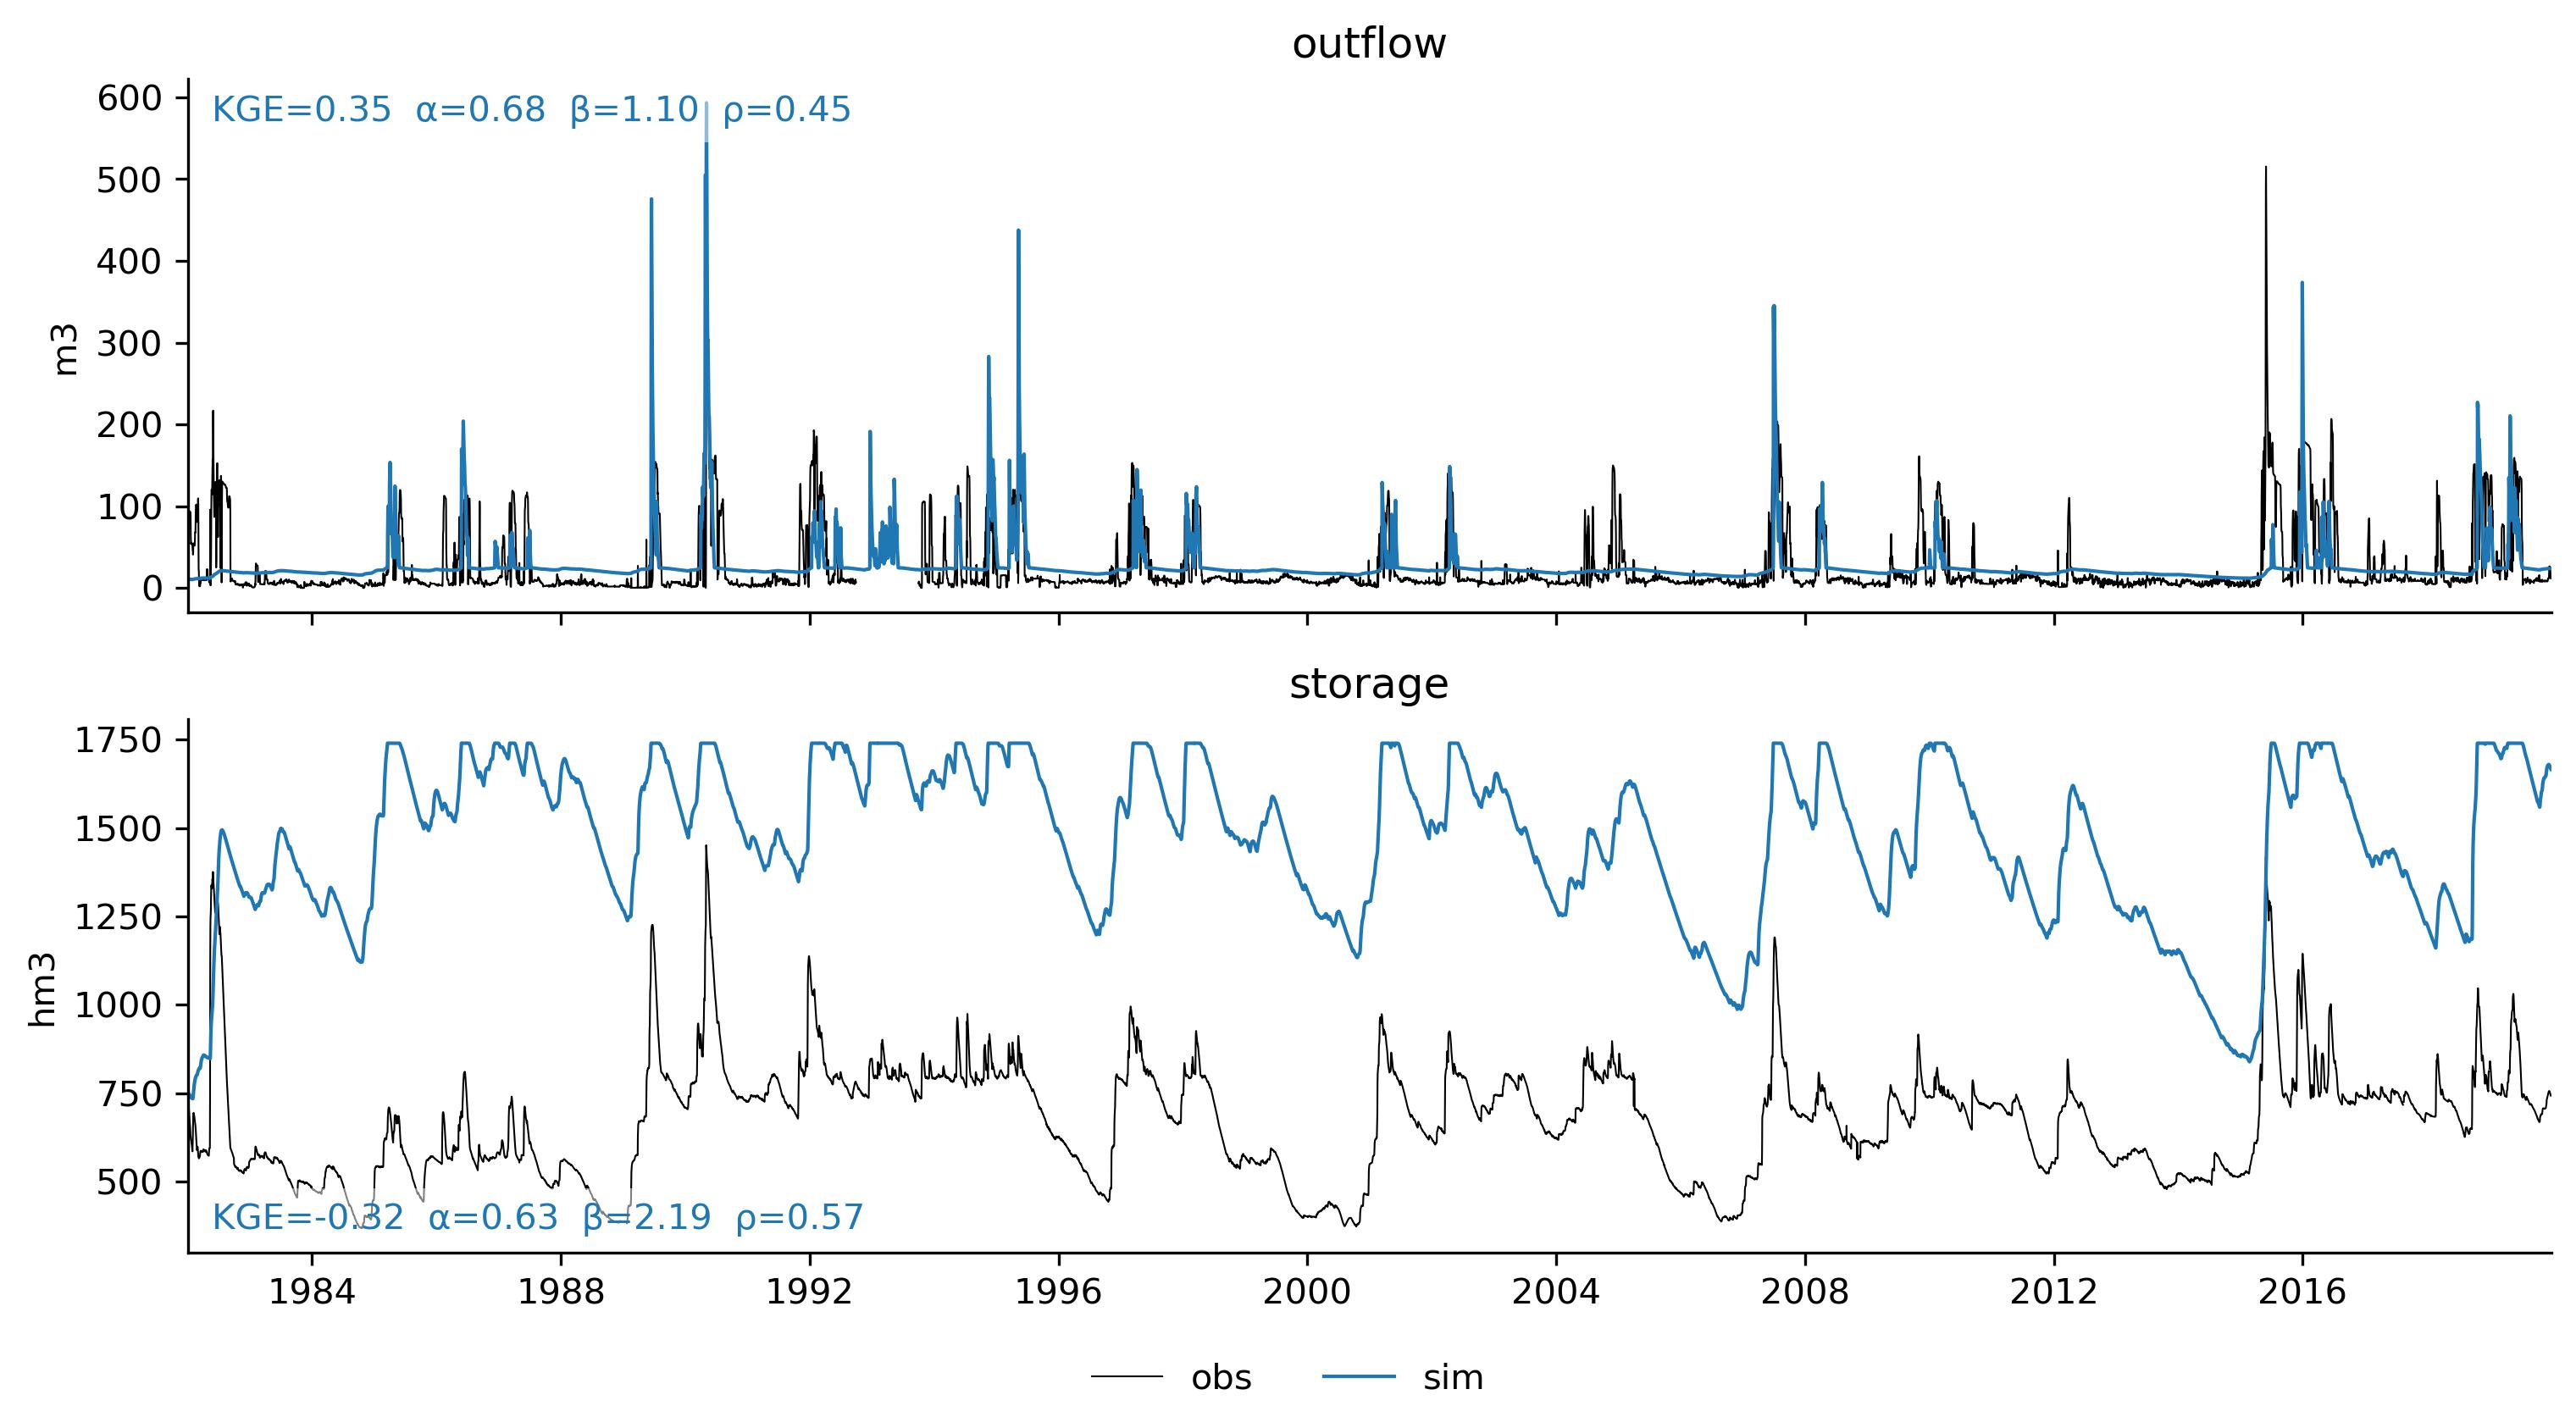 outflow
600
500
400
300
200
100
0
m3
KGE=0.35 α=0.68 β=1.10 ρ=0.45
storage
1750
1500
1250
1000
750
500
hm3
KGE=-0.32 α=0.63 β=2.19 ρ=0.57
1984 1988 1992 1996 2000 2004 2008 2012 2016
obs sim